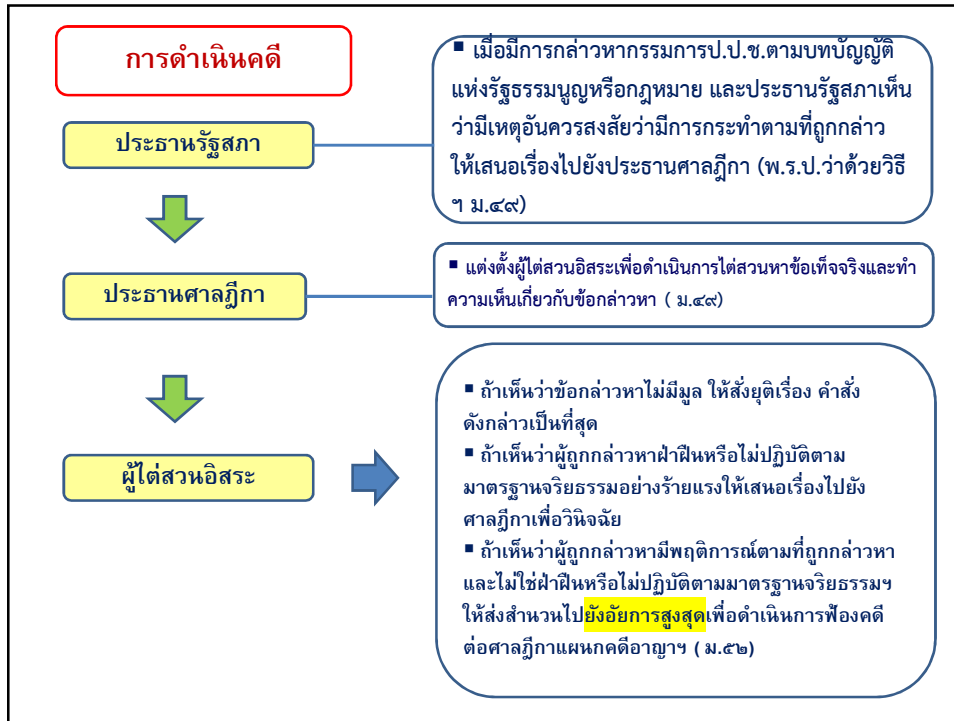 การดำเนินคดี
▪ เมื่อมีการกล่าวหากรรมการป.ป.ช.ตามบทบัญญัติ
แห่งรัฐธรรมนูญหรือกฎหมาย และประธานรัฐสภาเห็น
ว่ามีเหตุอันควรสงสัยว่ามีการกระทำตามที่ถูกกล่าว
ให้เสนอเรื่องไปยังประธานศาลฎีกา (พ.ร.ป.ว่าด้วยวิธี
ฯ ม.๔๙)
ประธานรัฐสภา
ประธานศาลฎีกา
▪ แต่งตั้งผู้ไต่สวนอิสระเพื่อดำเนินการไต่สวนหาข้อเท็จจริงและทำ
ความเห็นเกี่ยวกับข้อกล่าวหา ( ม.๔๙)
ผู้ไต่สวนอิสระ
▪ ถ้าเห็นว่าข้อกล่าวหาไม่มีมูล ให้สั่งยุติเรื่อง คำสั่ง
ดังกล่าวเป็นที่สุด
▪ ถ้าเห็นว่าผู้ถูกกล่าวหาฝ่าฝืนหรือไม่ปฏิบัติตาม
มาตรฐานจริยธรรมอย่างร้ายแรงให้เสนอเรื่องไปยัง
ศาลฎีกาเพื่อวินิจฉัย
▪ ถ้าเห็นว่าผู้ถูกกล่าวหามีพฤติการณ์ตามที่ถูกกล่าวหา
และไม่ใช่ฝ่าฝืนหรือไม่ปฏิบัติตามมาตรฐานจริยธรรมฯ
ให้ส่งสำนวนไปยังอัยการสูงสุดเพื่อดำเนินการฟ้องคดี
ต่อศาลฎีกาแผนกคดีอาญาฯ ( ม.๕๒)